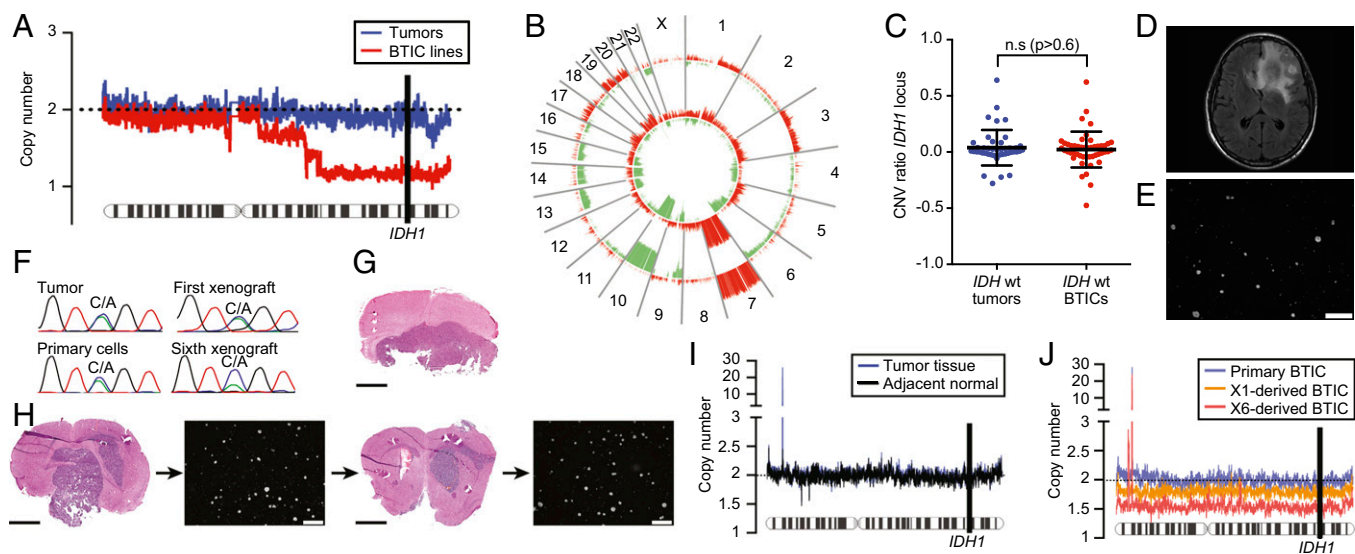 A
3
2
1
Copy number
Tumors
BTIC lines
IDH1
B
X
1
2
3
4
5
6
7
8
9
10
11
12
13
14
15
16
17
18
19
20
21
22
C
1.0
0.5
0.0
-0.5
-1.0
CNV ratio IDH1 locus
n.s (p>0.6)
IDH wt
tumors
IDH wt
BTICs
D
E
F
Tumor
C/A
First xenograft
C/A
Primary cells
C/A
Sixth xenograft
C/A
G
H
I
30
20
10
3
2.5
2
1.5
1
Copy number
Tumor tissue
Adjacent normal
IDH1
J
30
20
10
3
2.5
2
1.5
1
Copy number
Primary BTIC
X1-derived BTIC
X6-derived BTIC
IDH1